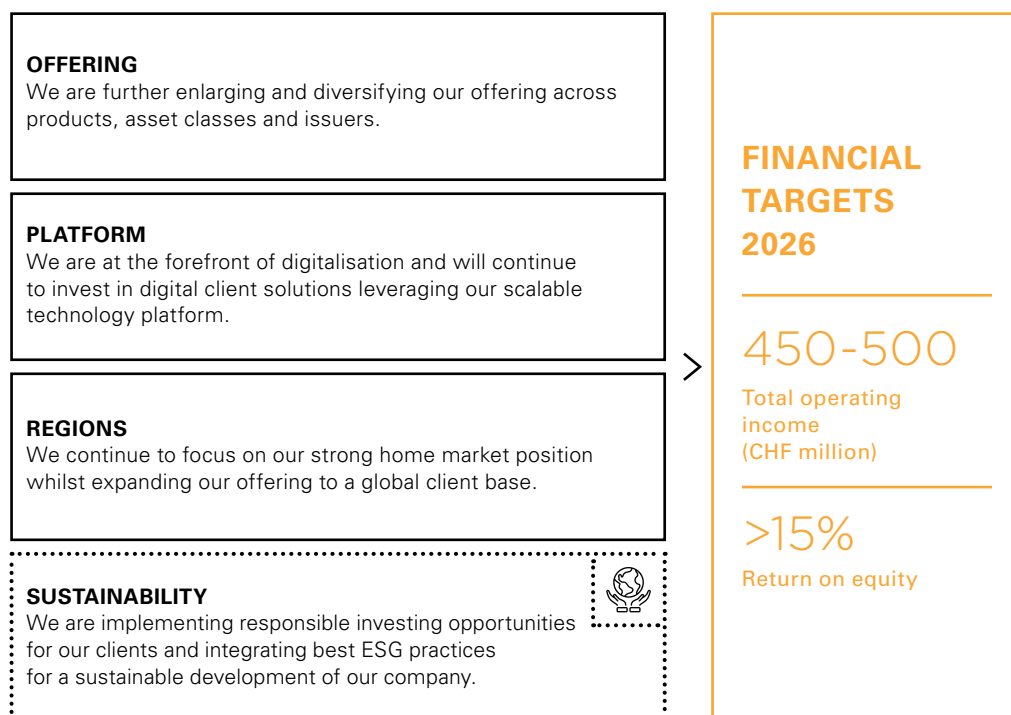 OFFERING
We are further enlarging and diversifying our offering across
products, asset classes and issuers.
PLATFORM
We are at the forefront of digitalisation and will continue
to invest in digital client solutions leveraging our scalable
technology platform.
REGIONS
We continue to focus on our strong home market position
whilst expanding our offering to a global client base.
SUSTAINABILITY
We are implementing responsible investing opportunities
for our clients and integrating best ESG practices
for a sustainable development of our company.
FINANCIAL
TARGETS
2026
450-500
Total operating
income
(CHF million)
>15%
Return on equity